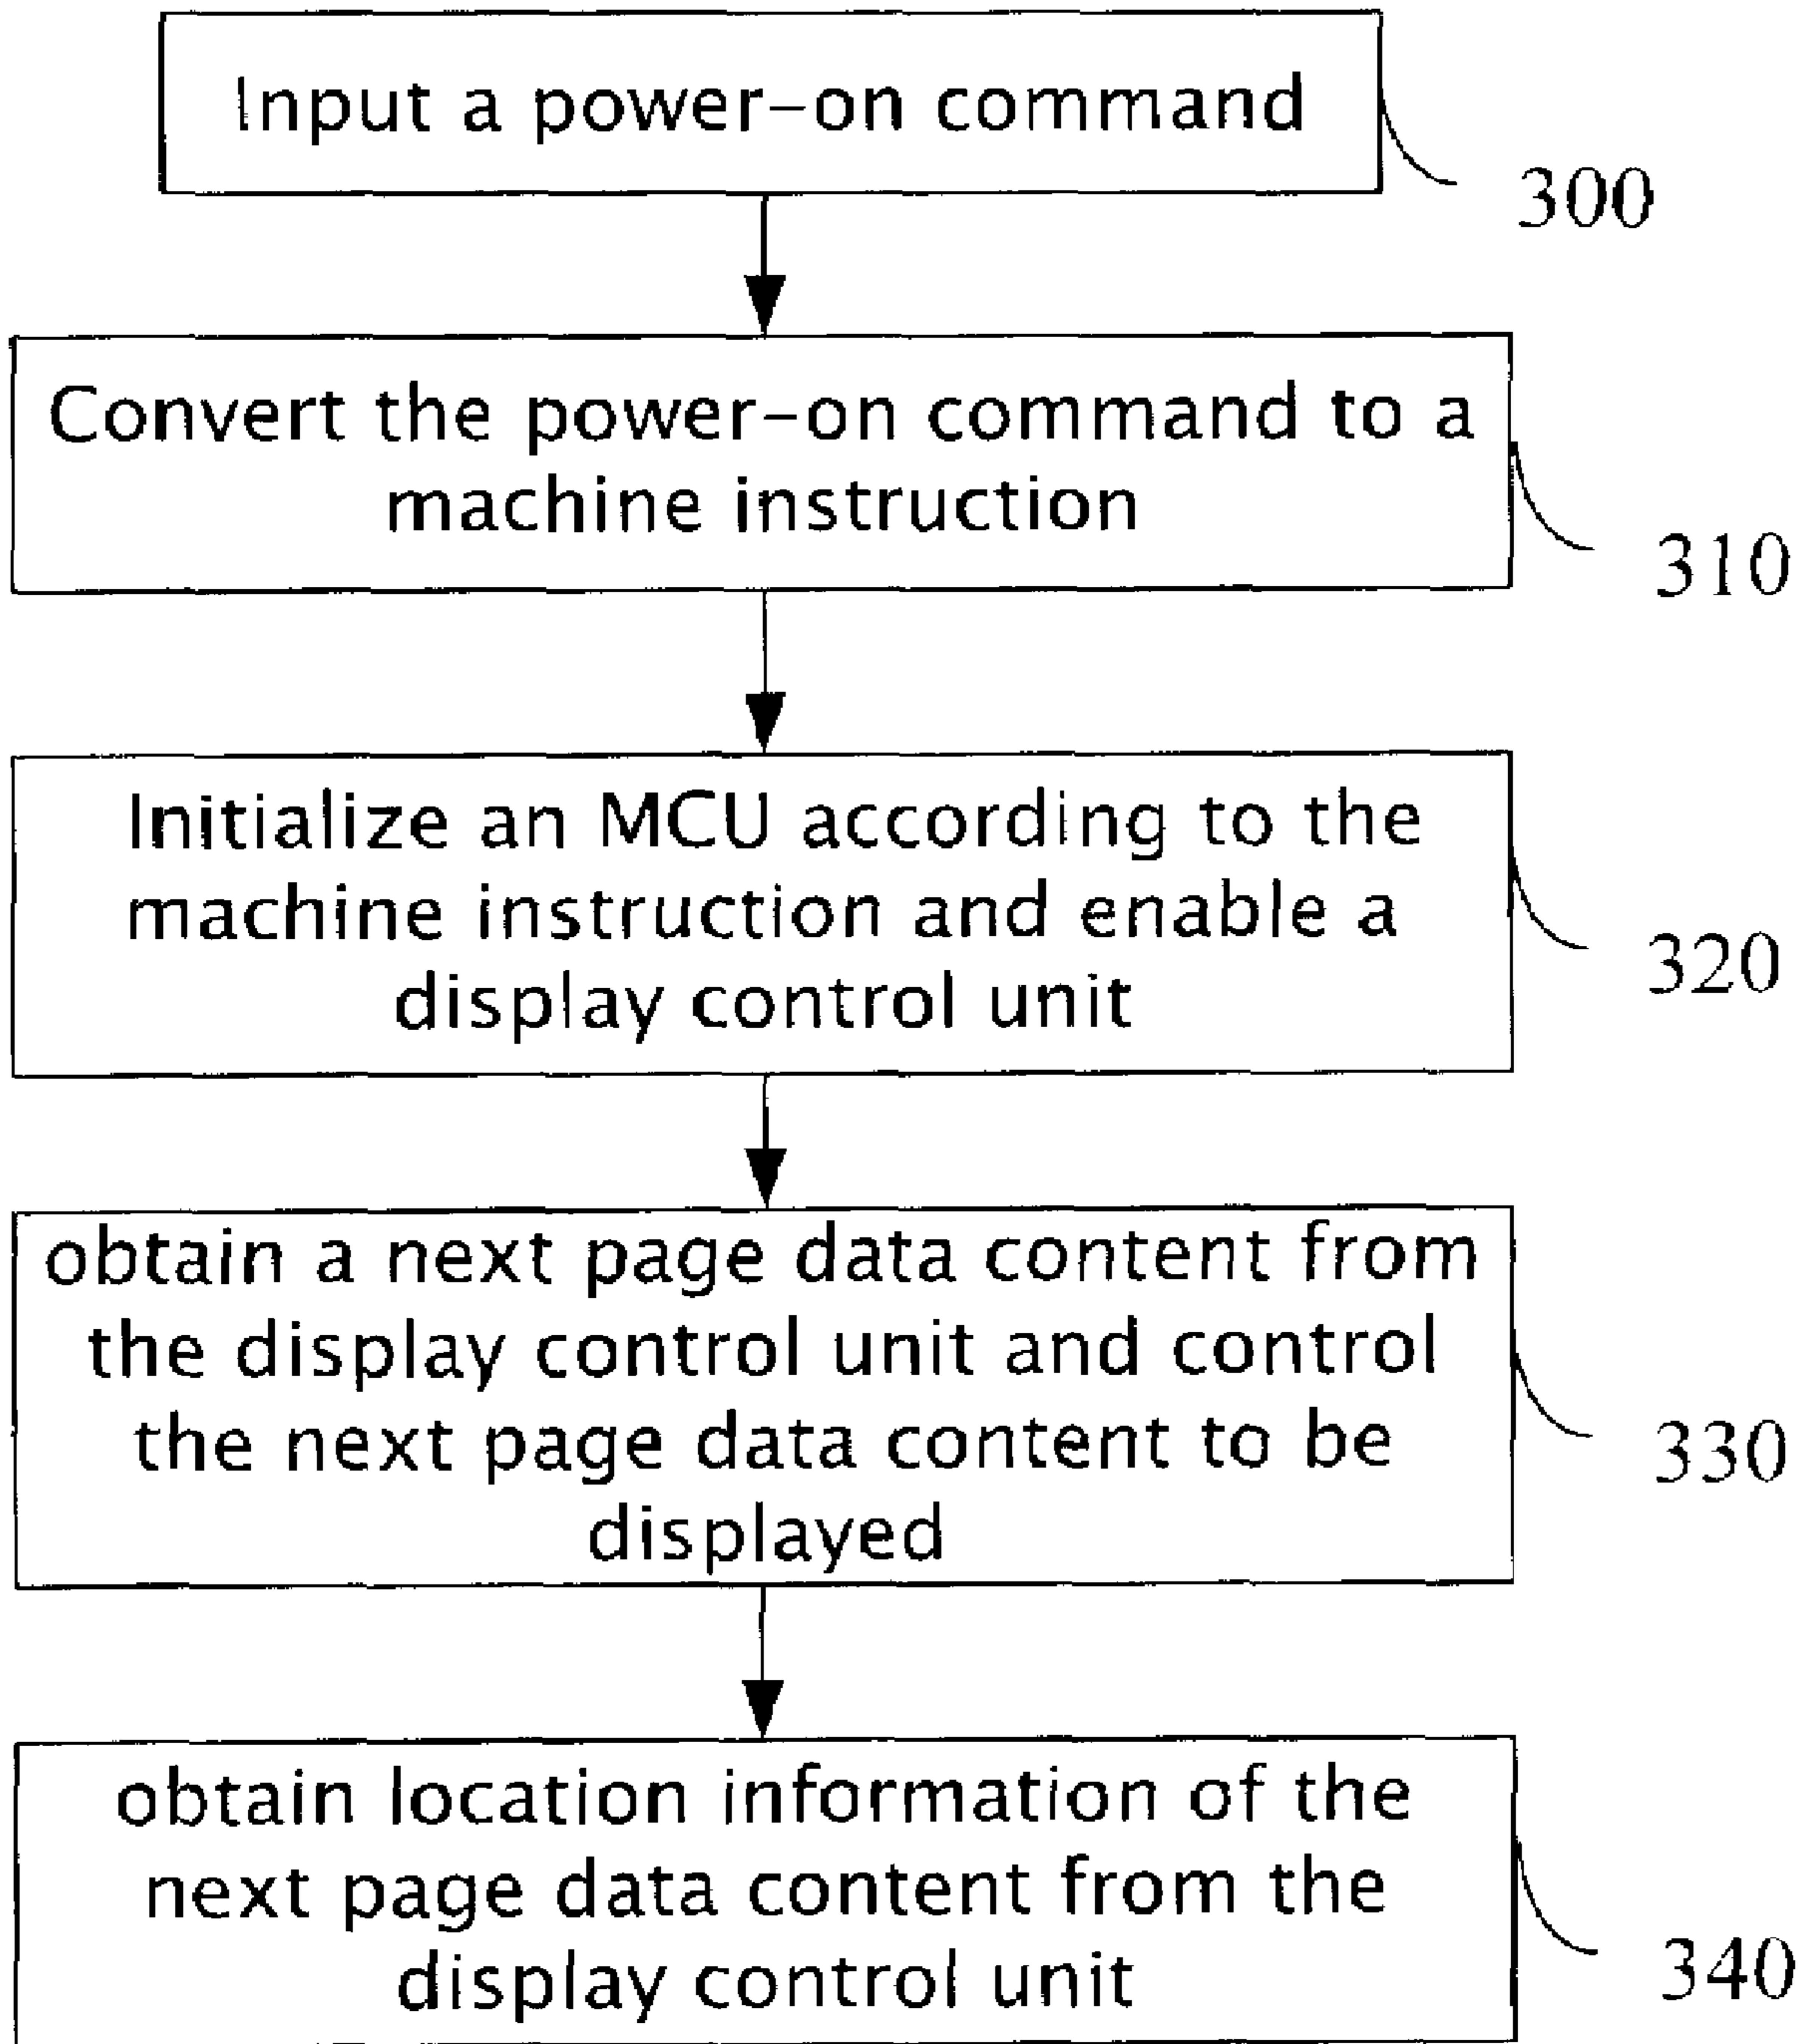 Input a power-on command
300
Convert the power-on command to a
machine instruction
310
Initialize an MCU according to the
machine instruction and enable a
display control unit
320
obtain a next page data content from
the display control unit and control
the next page data content to be
displayed
330
obtain location information of the
next page data content from the
display control unit
340